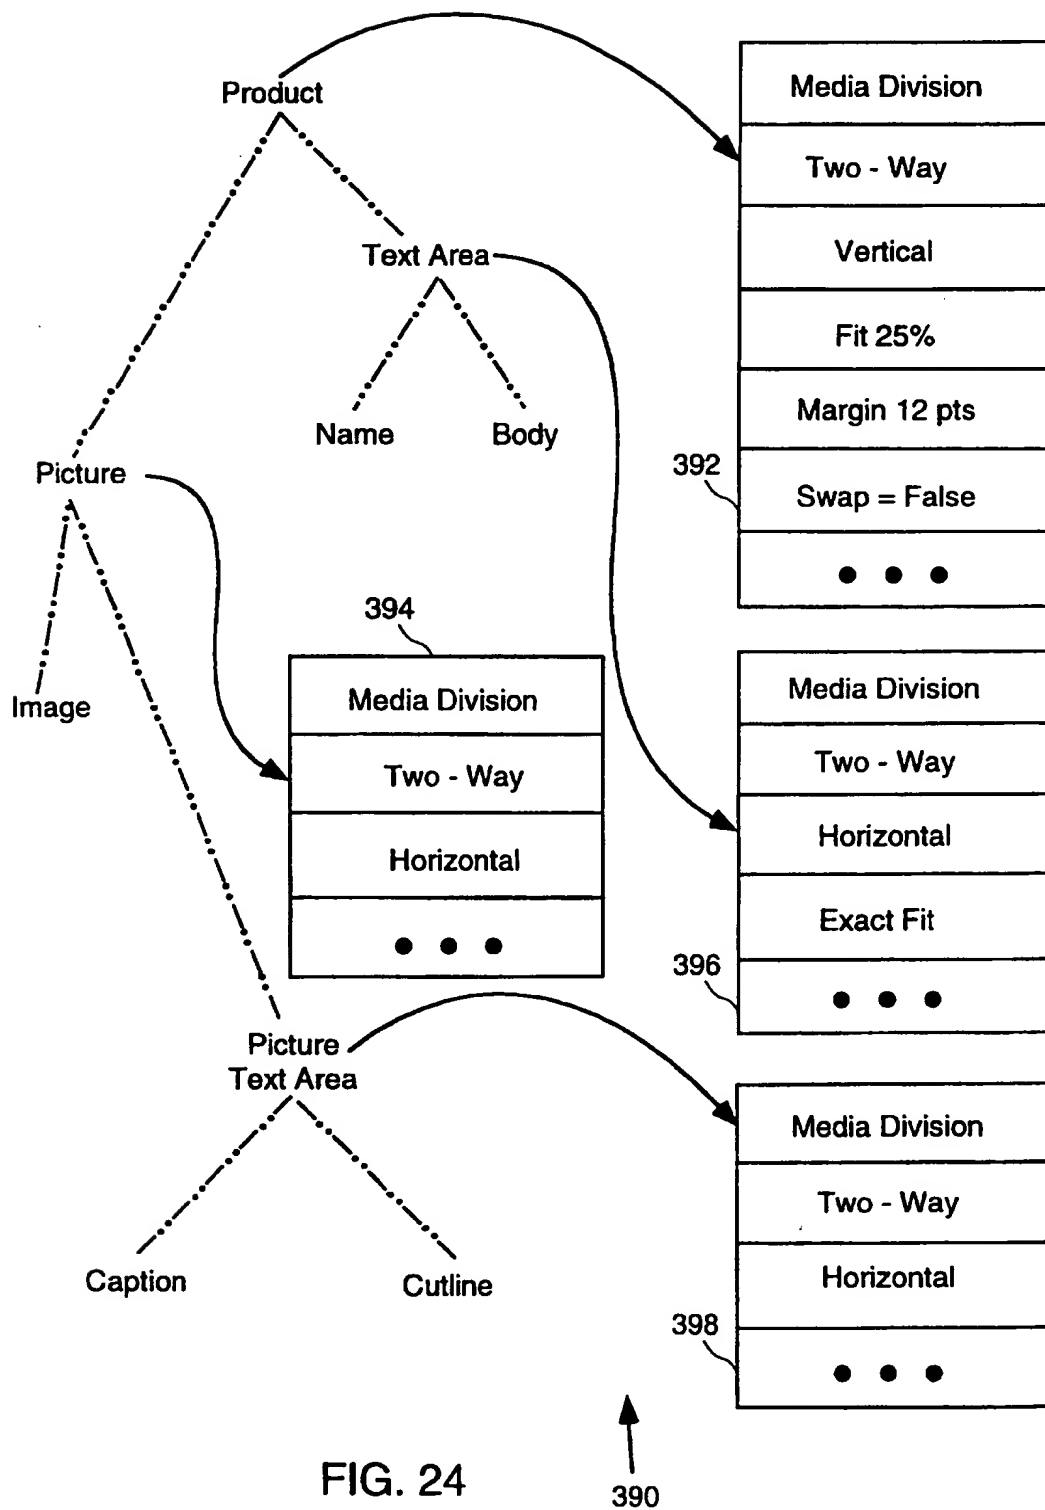 Product
Media Division
Two - Way
Vertical
Fit 25%
Margin 12 pts
392
Swap = False
Text Area
Name
Body
Picture
Image
394
Media Division
Two - Way
Horizontal
Media Division
Two - Way
Horizontal
Exact Fit
396
Picture
Text Area
Caption
Cutline
Media Division
Two - Way
Horizontal
398
FIG. 24
390